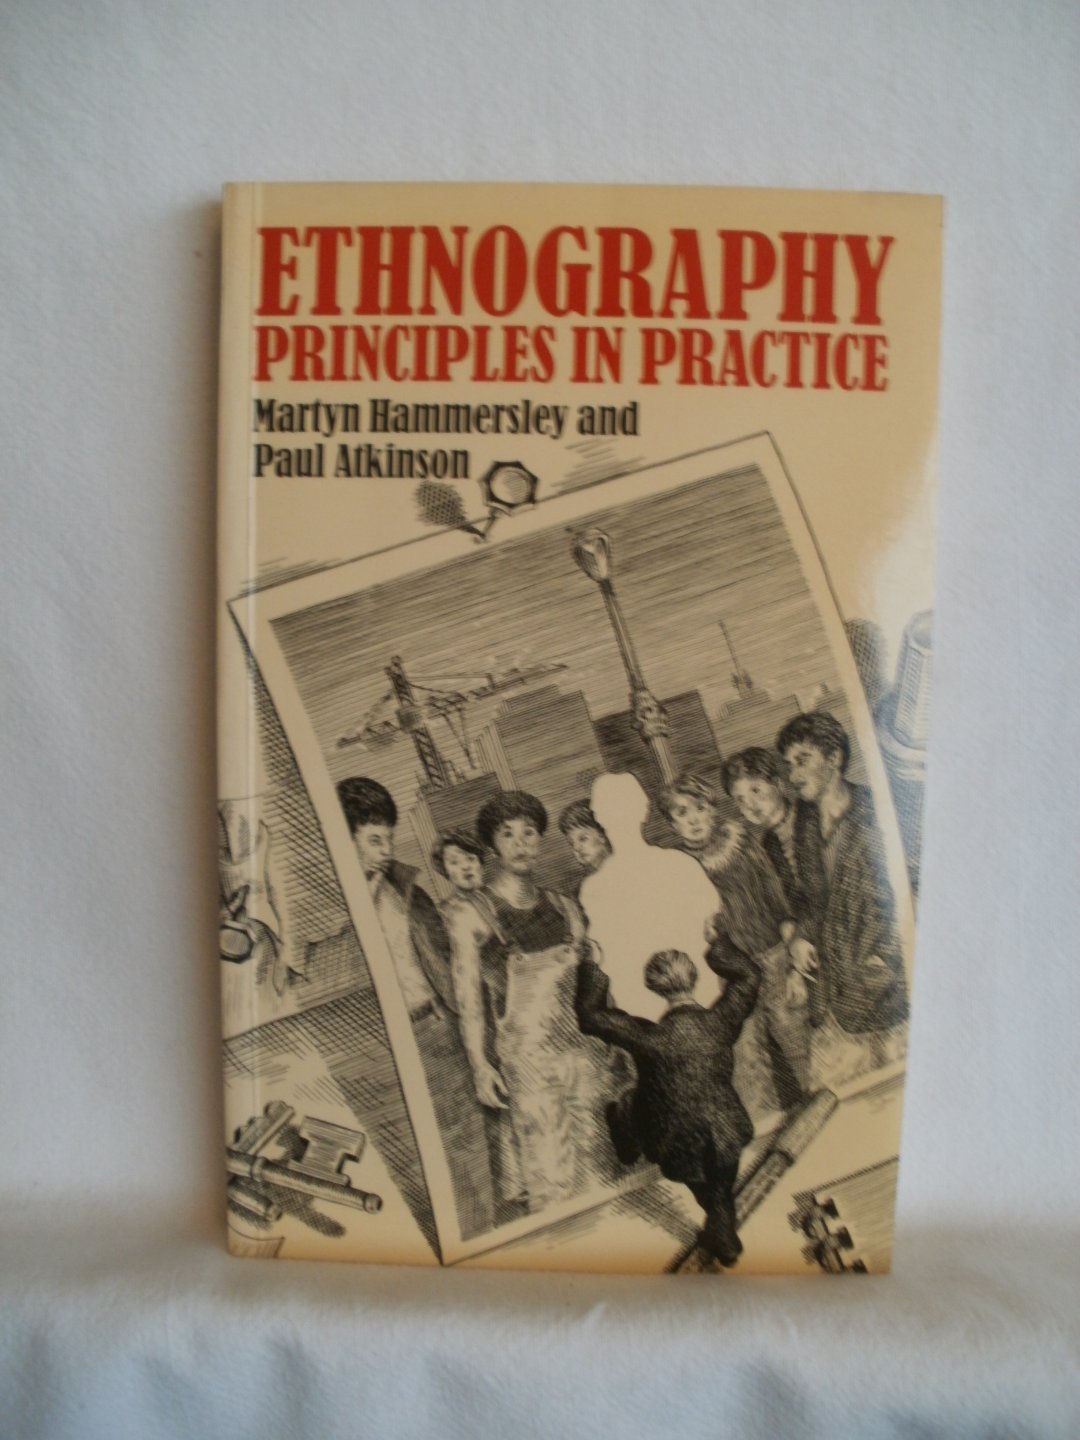 ETHNOGRAPHY
PRINCIPLES IN PRACTICE
Martyn Hammersley and
Paul Atkinson